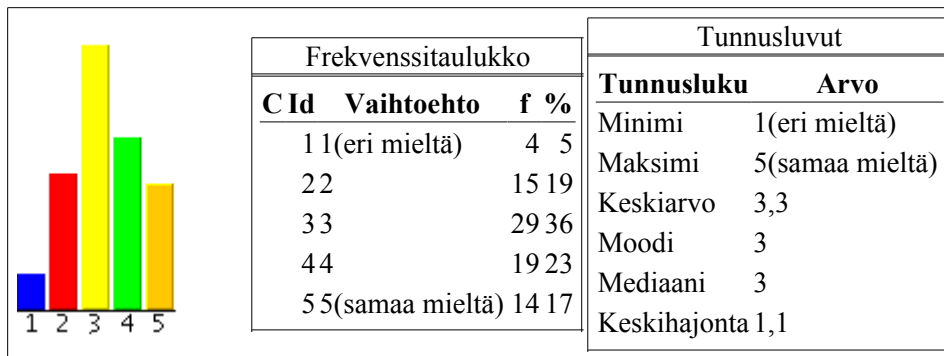 1 2 3 4 5
Frekvenssitaulukko
C Id Vaihtoehto f %
1 1(eri mieltä) 4 5
2 2 15 19
3 3 29 36
4 4 19 23
5 5(samaa mieltä) 14 17
Tunnusluvut
Tunnusluku Arvo
Minimi 1(eri mieltä)
Maksimi 5(samaa mieltä)
Keskiarvo 3,3
Moodi 3
Mediaani 3
Keskihajonta 1,1